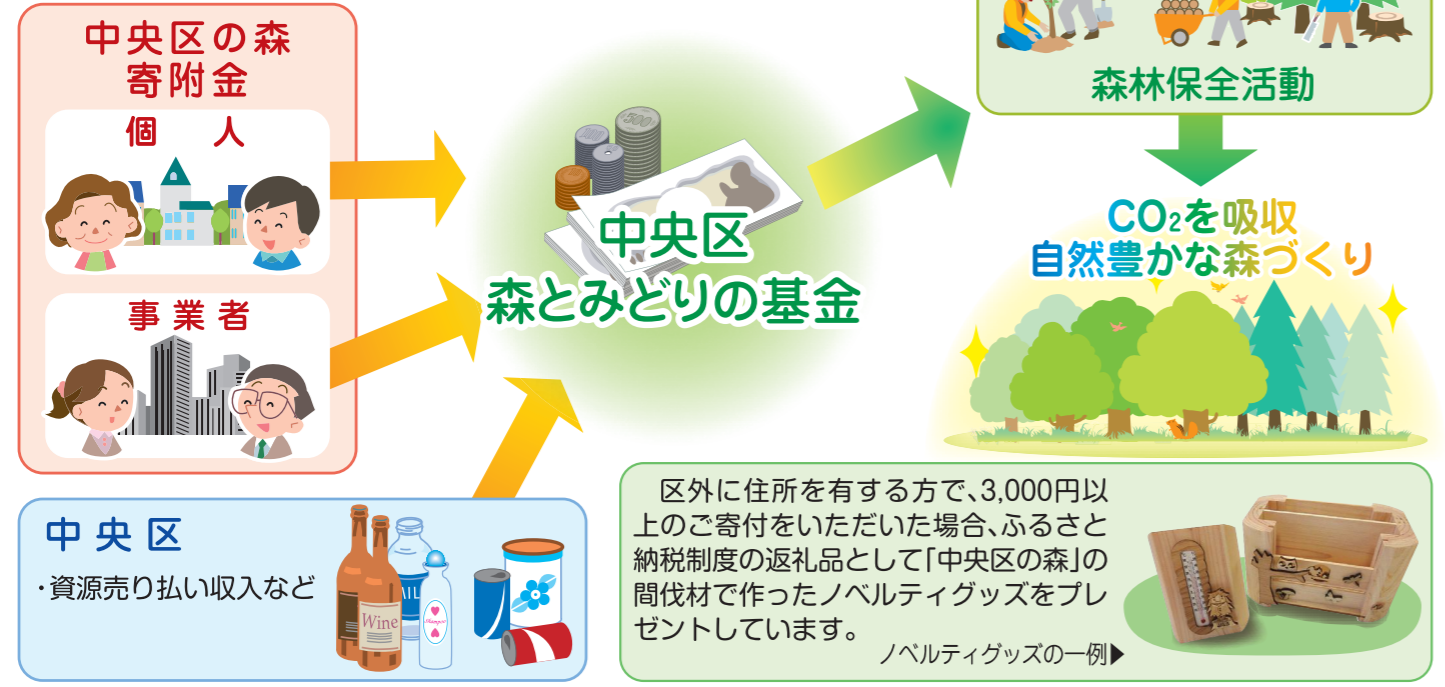 中央区の森
寄附金
個　人
事業者
中央区
・資源売り払い収入など
Wine
中央区
森とみどりの基金
森林保全活動
CO₂を吸収
自然豊かな森づくり
区外に住所を有する方で、3,000円以
上のご寄付をいただいた場合、ふるさと
納税制度の返礼品として「中央区の森」の
間伐材で作ったノベルティグッズをプレ
ゼントしています。
ノベルティグッズの一例▶